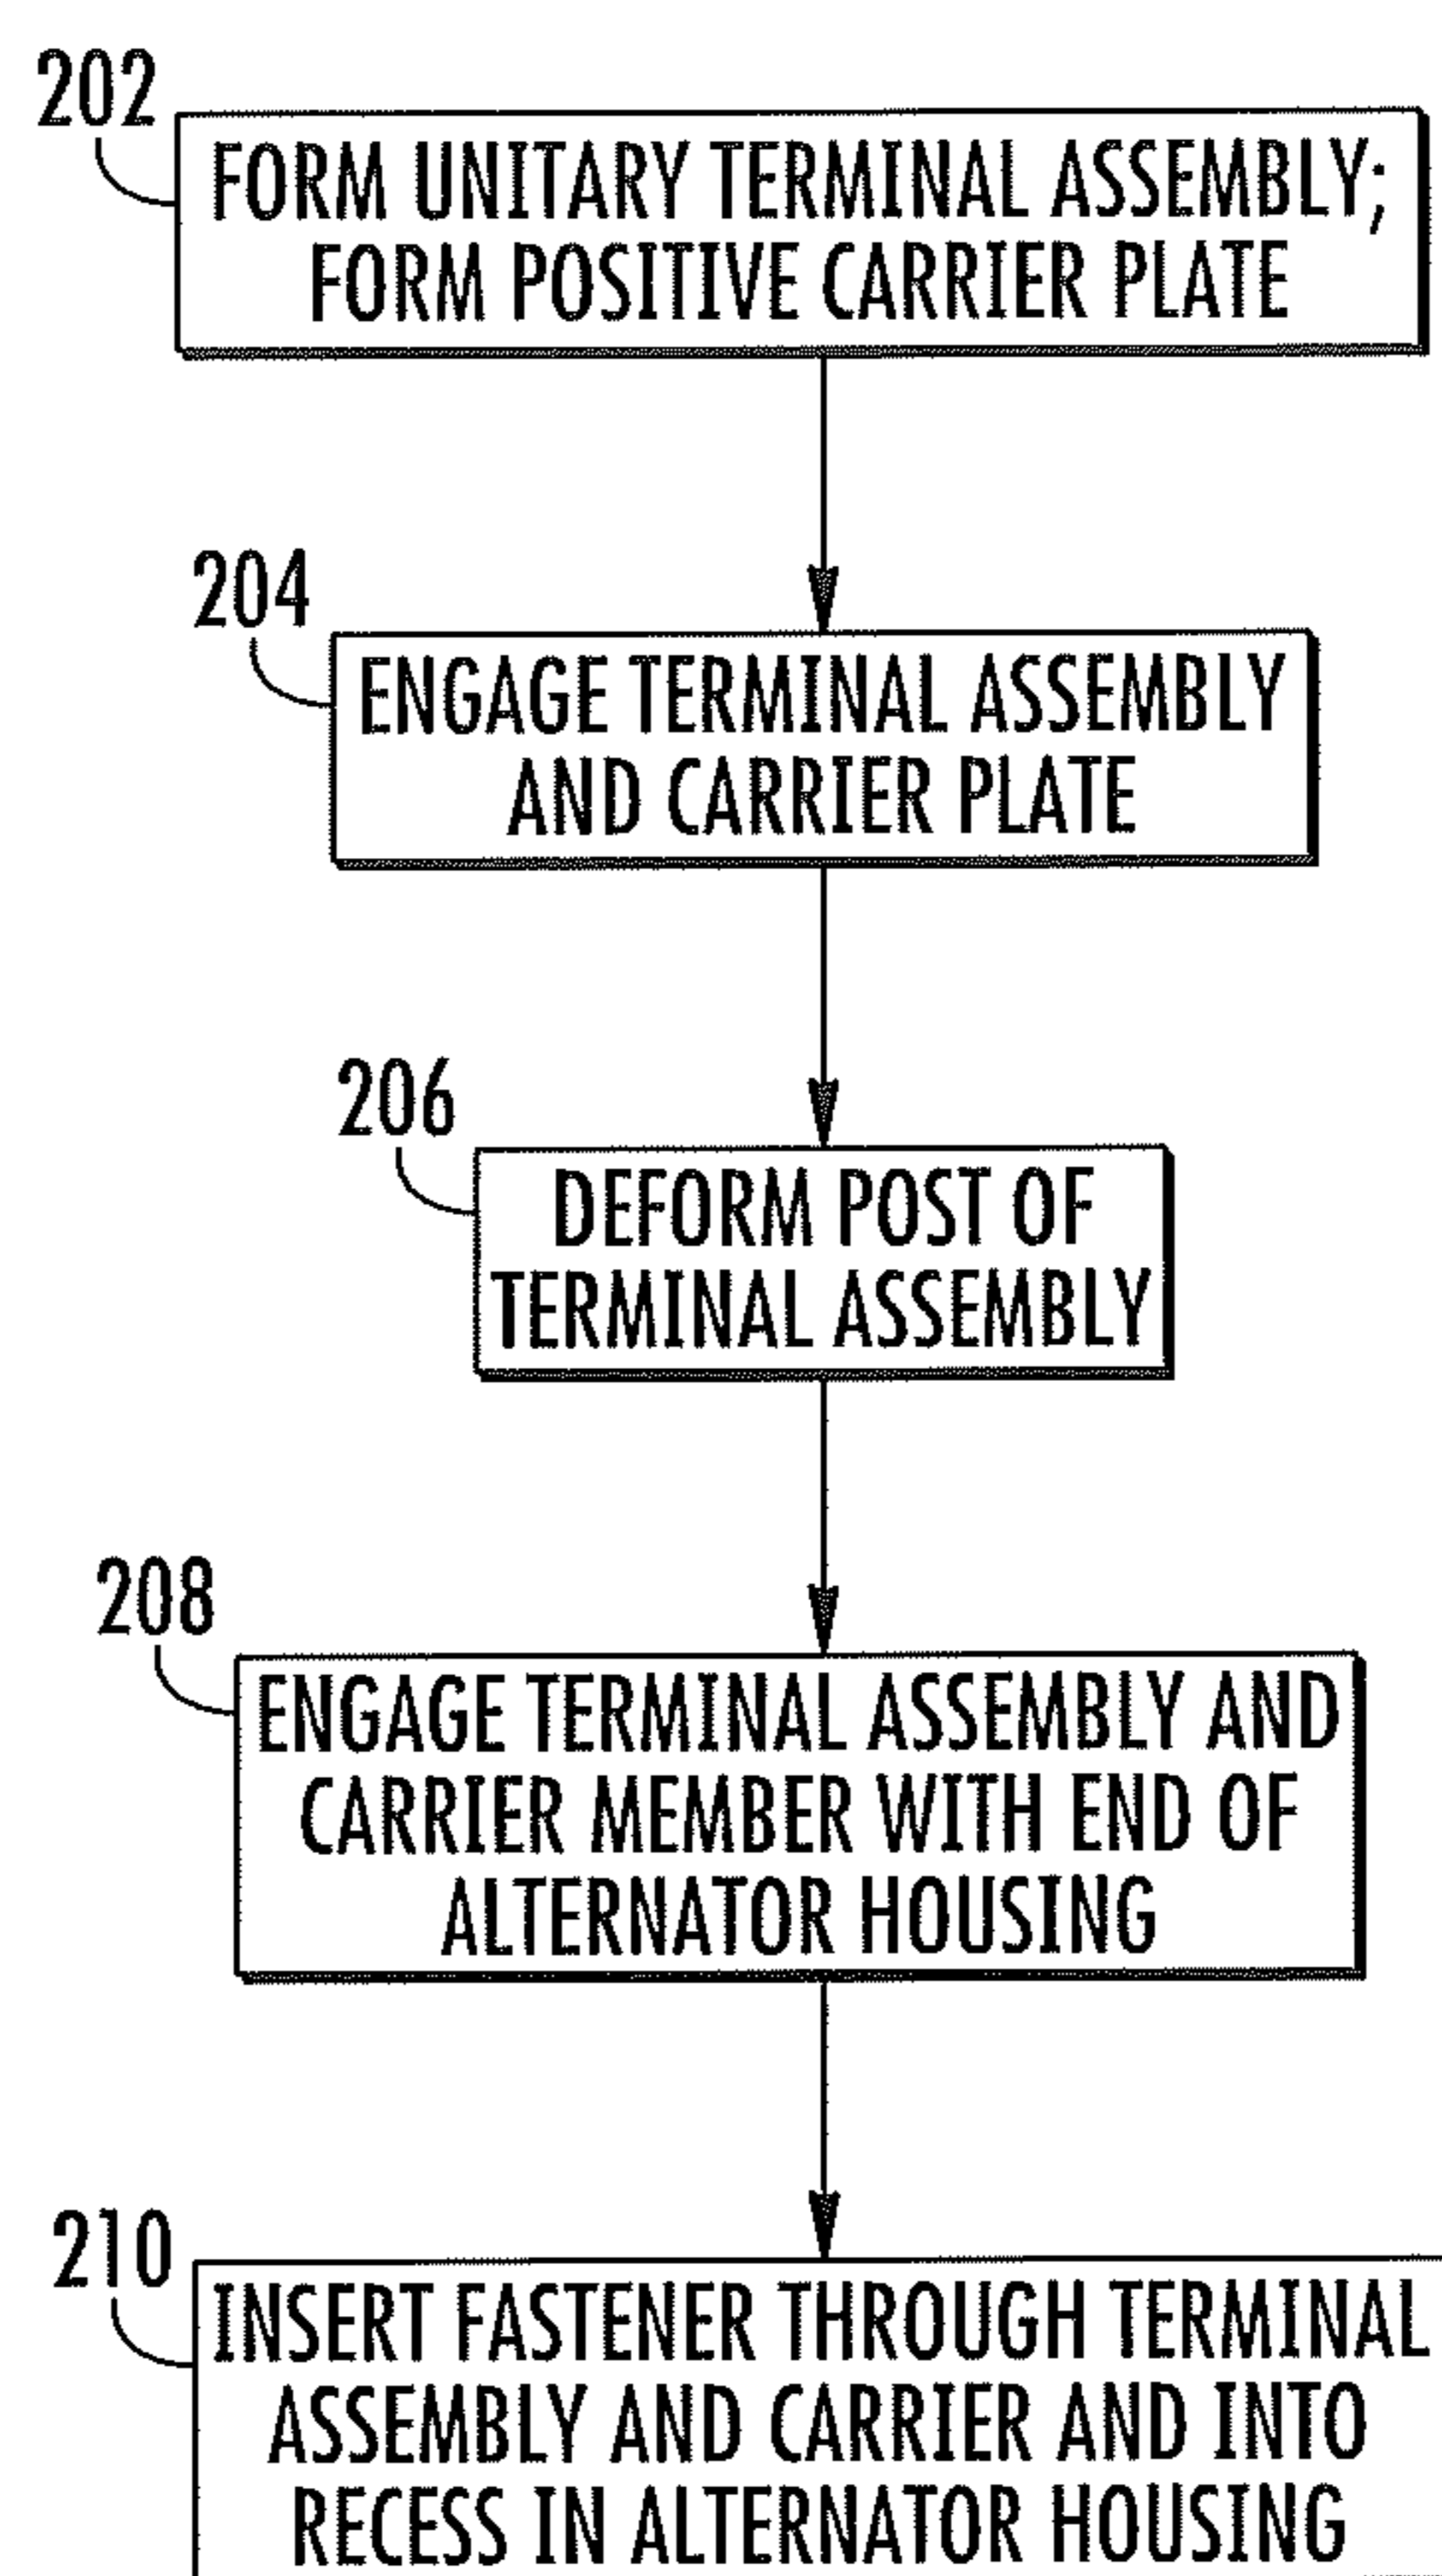 202
FORM UNITARY TERMINAL ASSEMBLY;
FORM POSITIVE CARRIER PLATE
204
ENGAGE TERMINAL ASSEMBLY
AND CARRIER PLATE
206
DEFORM POST OF
TERMINAL ASSEMBLY
208
ENGAGE TERMINAL ASSEMBLY AND
CARRIER MEMBER WITH END OF
ALTERNATOR HOUSING
210
INSERT FASTENER THROUGH TERMINAL
ASSEMBLY AND CARRIER AND INTO
RECESS IN ALTERNATOR HOUSING